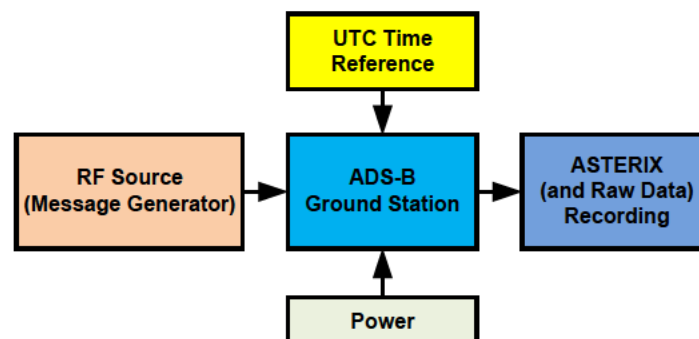 UTC Time
Reference
RF Source
(Message Generator)
ADS-B
Ground Station
ASTERIX
(and Raw Data)
Recording
Power